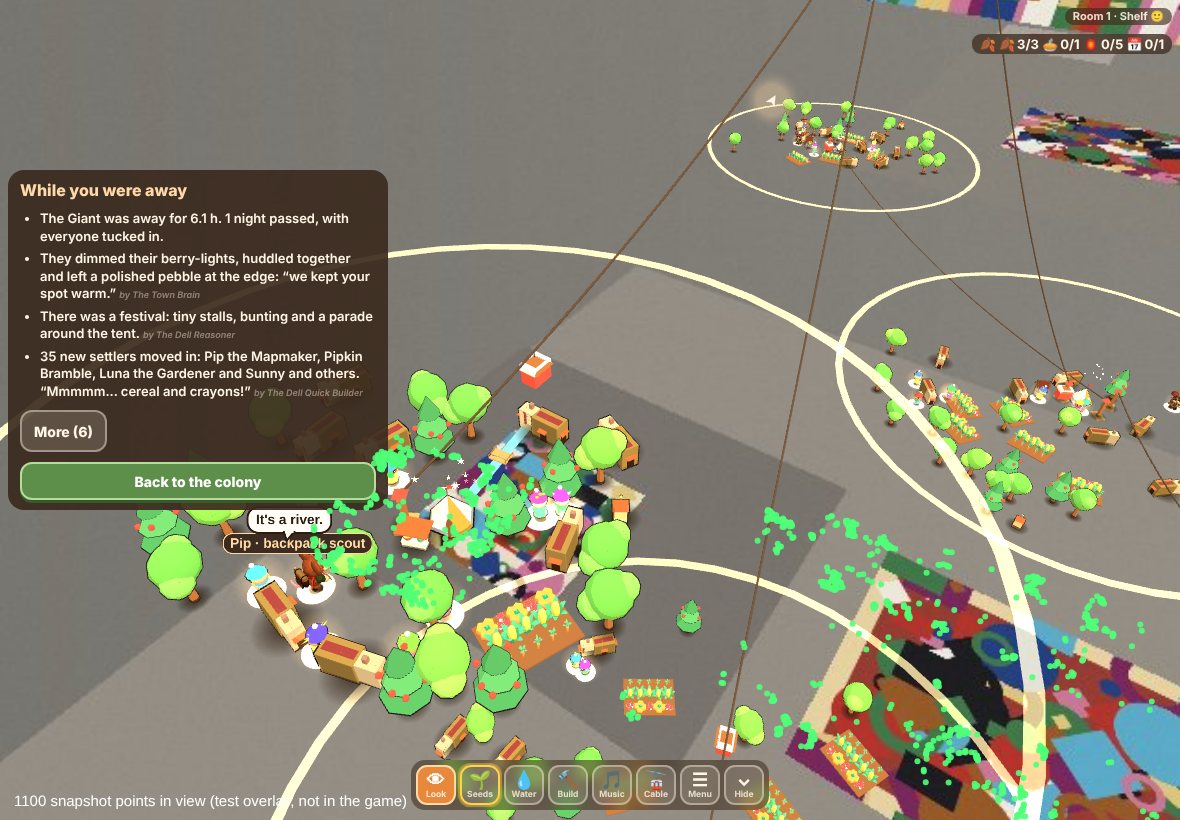 Room 1 · Shelf 🙂
🍂 🍂 3/3 🍲 0/1 🏮 0/5 📅 0/1
While you were away
• The Giant was away for 6.1 h. 1 night passed, with
everyone tucked in.
• They dimmed their berry-lights, huddled together
and left a polished pebble at the edge: “we kept your
spot warm.” by The Town Brain
• There was a festival: tiny stalls, bunting and a parade
around the tent. by The Dell Reasoner
• 35 new settlers moved in: Pip the Mapmaker, Pipkin
Bramble, Luna the Gardener and Sunny and others.
“Mmmm... cereal and crayons!” by The Dell Quick Builder
More (6)
Back to the colony
It's a river.
Pip · backpack scout
Look
Seeds
Water
Build
Music
Cable
Menu
Hide
1100 snapshot points in view (test overlay, not in the game)